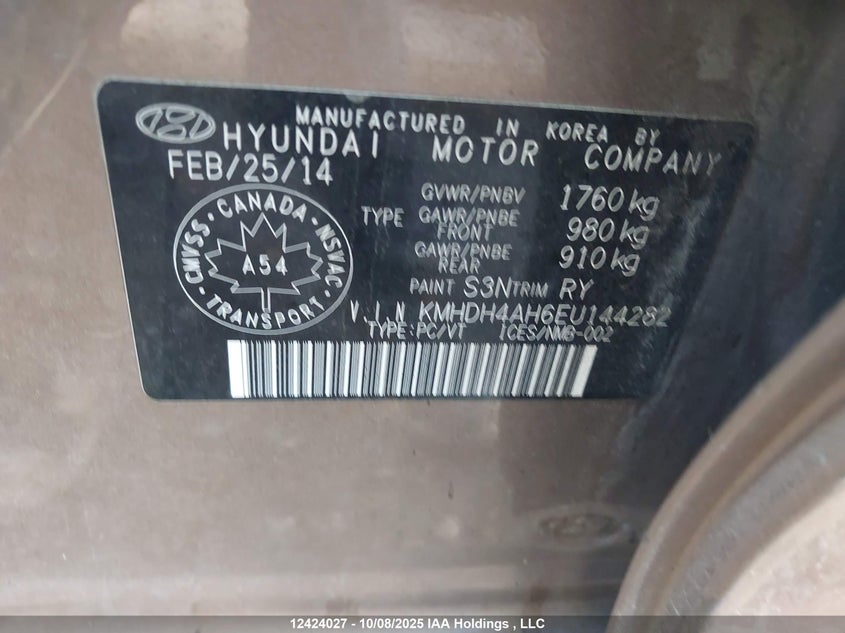 MANUFACTURED IN KOREA BY
HYUNDAI MOTOR COMPANY
FEB/25/14
GVWR/PNBV 1760 kg
TYPE GAWR/PNBE FRONT 980 kg
GAWR/PNBE REAR 910 kg
CMVSS · CANADA · NSVAC · TRANSPORT
A54
PAINT S3N TRIM RY
V.I.N KMHDH4AH6EU144282
TYPE:PC/VT ICES/NMB-002
12424027 - 10/08/2025 IAA Holdings , LLC